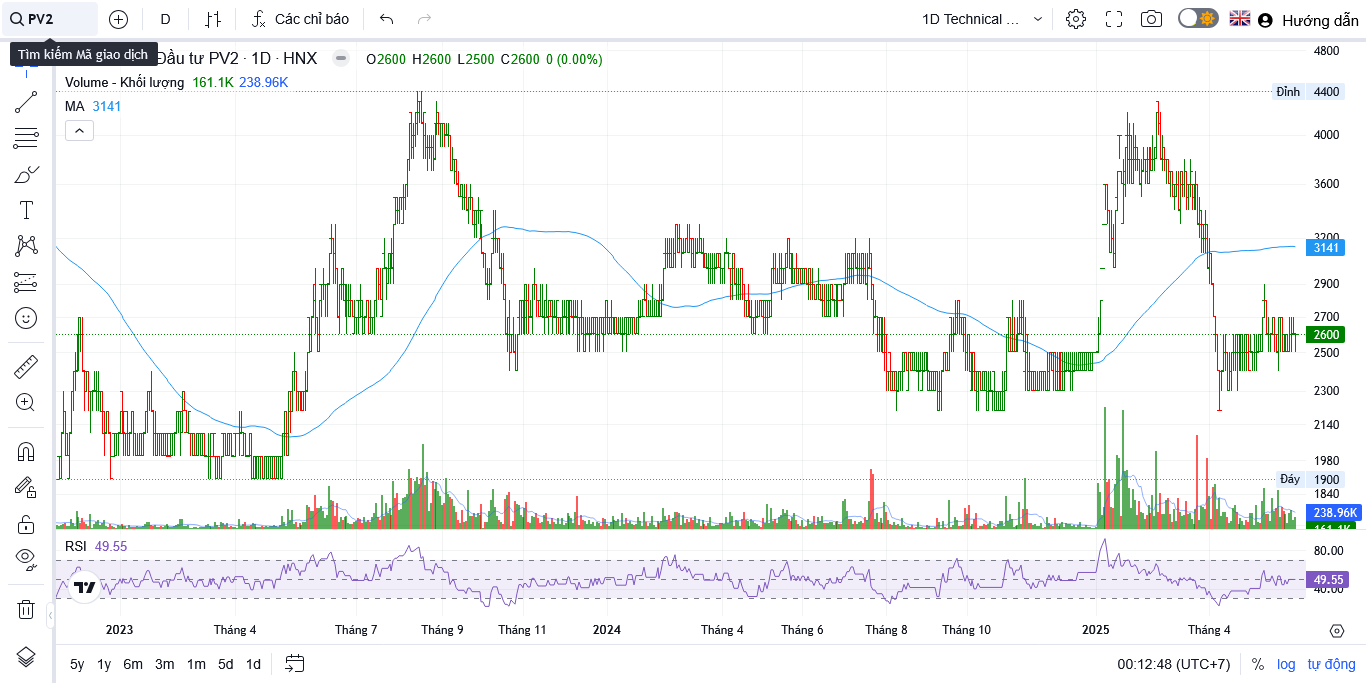 PV2
D
Các chỉ báo
1D Technical ...
Hướng dẫn
Tìm kiếm Mã giao dịch
Đầu tư PV2 · 1D · HNX
O2600 H2600 L2500 C2600 0 (0.00%)
Volume - Khối lượng 161.1K 238.96K
MA 3141
4800
Đỉnh 4400
4000
3600
3200
3141
2900
2700
2600
2500
2300
2140
1980
Đáy 1900
1840
238.96K
161.1K
RSI 49.55
80.00
49.55
40.00
2023 Tháng 4 Tháng 7 Tháng 9 Tháng 11 2024 Tháng 4 Tháng 6 Tháng 8 Tháng 10 2025 Tháng 4
5y 1y 6m 3m 1m 5d 1d
00:12:48 (UTC+7) % log tự động